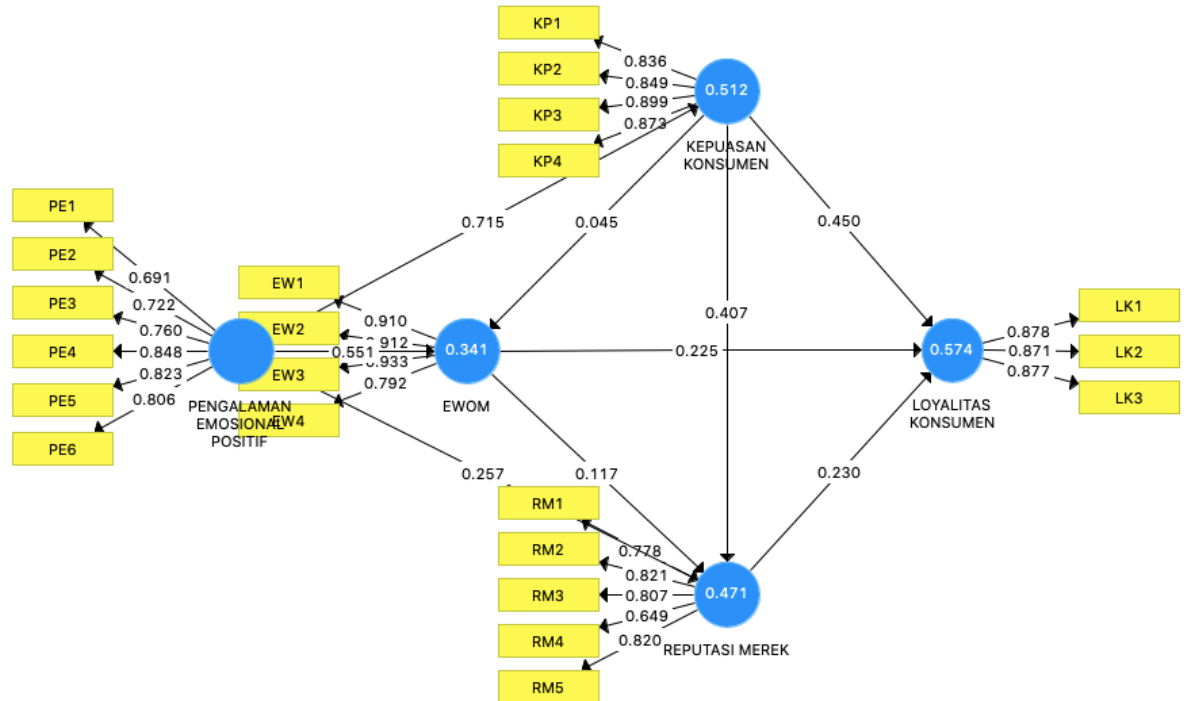 KP1
KP2
KP3
KP4
0.836
0.849
0.899
0.873
0.512
KEPUASAN
KONSUMEN
PE1
PE2
PE3
PE4
PE5
PE6
0.691
0.722
0.760
0.848
0.823
0.806
PENGALAMAN
EMOSIONAL
POSITIF
0.715
0.045
0.450
0.407
EW1
EW2
EW3
EW4
0.910
0.912
0.933
0.792
0.551
0.341
EWOM
0.225
0.574
LOYALITAS
KONSUMEN
0.878
0.871
0.877
LK1
LK2
LK3
0.257
0.117
0.230
RM1
RM2
RM3
RM4
RM5
0.778
0.821
0.807
0.649
0.820
0.471
REPUTASI MEREK